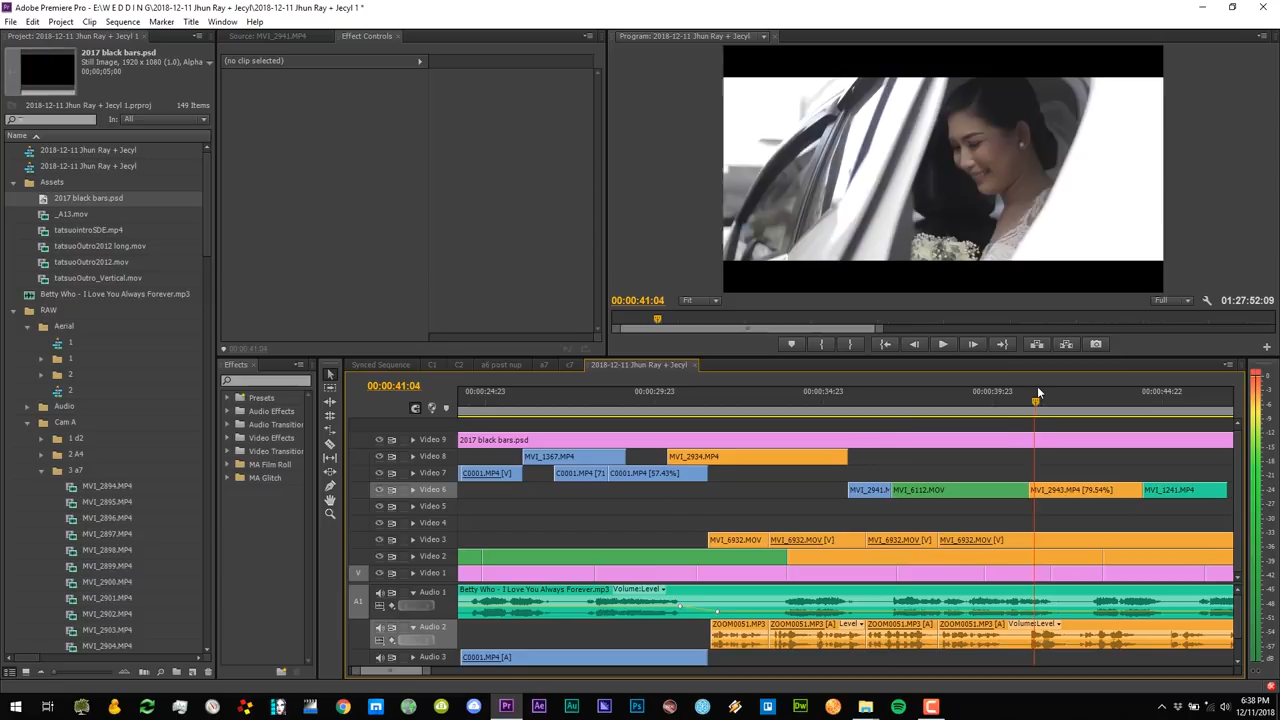 Adobe Premiere Pro - E:\W E D D I N G\2018-12-11 Jhun Ray + Jecyl\2018-12-11 Jhun Ray + Jecyl 1 *
File Edit Project Clip Sequence Marker Title Window Help
Project: 2018-12-11 Jhun Ray + Jecyl 1
2017 black bars.psd
Still Image, 1920 x 1080 (1.0), Alpha
00;00;05;00
2018-12-11 Jhun Ray + Jecyl 1.prproj
149 Items
In: All
Name
2018-12-11 Jhun Ray + Jecyl
2018-12-11 Jhun Ray + Jecyl
Assets
2017 black bars.psd
_A13.mov
tatsuointroSDE.mp4
tatsuoOutro2012 long.mov
tatsuoOutro2012.mov
tatsuoOutro_Vertical.mov
Betty Who - I Love You Always Forever.mp3
RAW
Aerial
1
1
2
2
Audio
Cam A
1 d2
2 A4
3 a7
MVI_2894.MP4
MVI_2895.MP4
MVI_2896.MP4
MVI_2897.MP4
MVI_2898.MP4
MVI_2899.MP4
MVI_2900.MP4
MVI_2901.MP4
MVI_2902.MP4
MVI_2903.MP4
MVI_2904.MP4
Source: MVI_2941.MP4
Effect Controls
(no clip selected)
00:00:41:04
Program: 2018-12-11 Jhun Ray + Jecyl
00:00:41:04
Fit
Full
01:27:52:09
Effects
Presets
Audio Effects
Audio Transition
Video Effects
Video Transition
MA Film Roll
MA Glitch
Synced Sequence C1 C2 a6 post hup a7 c7 2018-12-11 Jhun Ray + Jecyl
00:00:41:04
00:00:24:23 00:00:29:23 00:00:34:23 00:00:39:23 00:00:44:22
Video 9 2017 black bars.psd
Video 8 MVI_1367.MP4 MVI_2934.MP4
Video 7 C0001.MP4 [V] C0001.MP4 [71 C0001.MP4 [57.43%]
Video 6 MVI_2941.M MVI_6112.MOV MVI_2943.MP4 [79.54%] MVI_1241.MP4
Video 5
Video 4
Video 3 MVI_6932.MOV MVI_6932.MOV [V] MVI_6932.MOV [V] MVI_6932.MOV [V]
Video 2
V Video 1
A1 Audio 1 Betty Who - I Love You Always Forever.mp3 Volume:Level
Audio 2 ZOOM0051.MP3 ZOOM0051.MP3 [A] Level ZOOM0051.MP3 [A] ZOOM0051.MP3 [A] Volume:Level
Audio 3 C0001.MP4 [A]
6:38 PM
12/11/2018